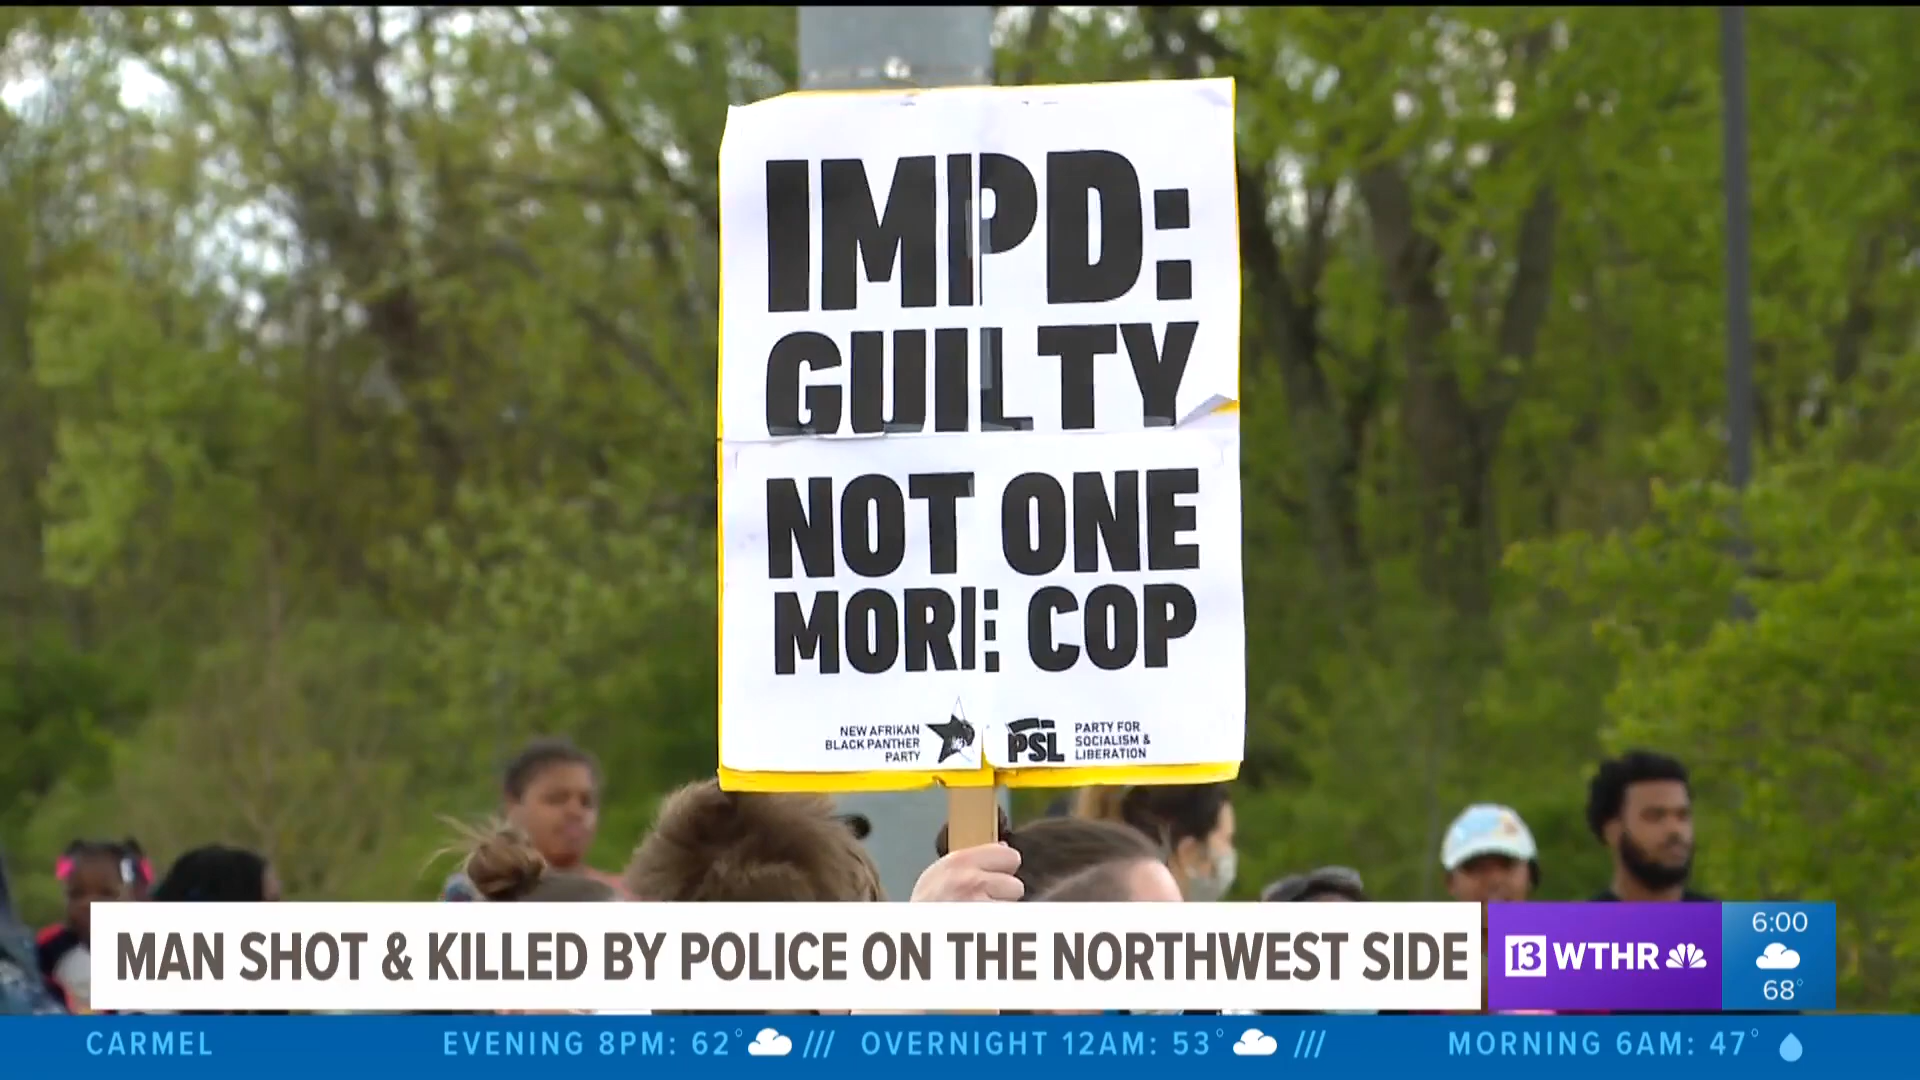 IMPD:
GUILTY
NOT ONE
MORE COP
NEW AFRIKAN
BLACK PANTHER
PARTY
PSL
PARTY FOR
SOCIALISM &
LIBERATION
MAN SHOT & KILLED BY POLICE ON THE NORTHWEST SIDE
13 WTHR
6:00
68°
CARMEL EVENING 8PM: 62° /// OVERNIGHT 12AM: 53° /// MORNING 6AM: 47°